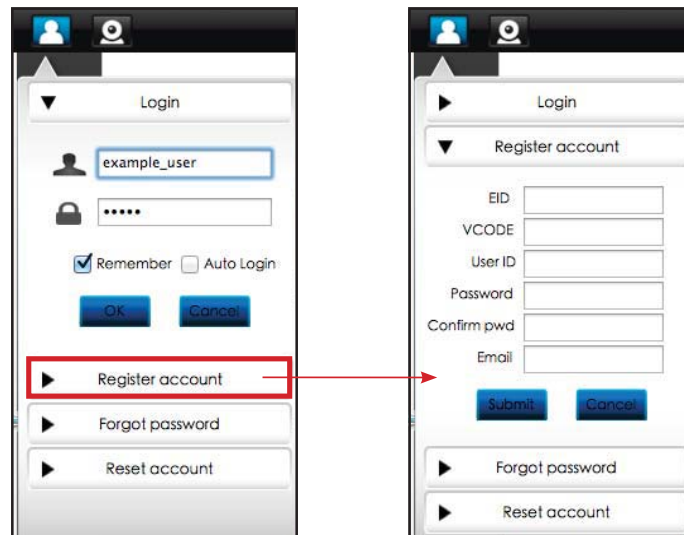 Login
example_user
•••••
Remember Auto Login
OK Cancel
Register account
Forgot password
Reset account
Login
Register account
EID
VCODE
User ID
Password
Confirm pwd
Email
Submit Cancel
Forgot password
Reset account